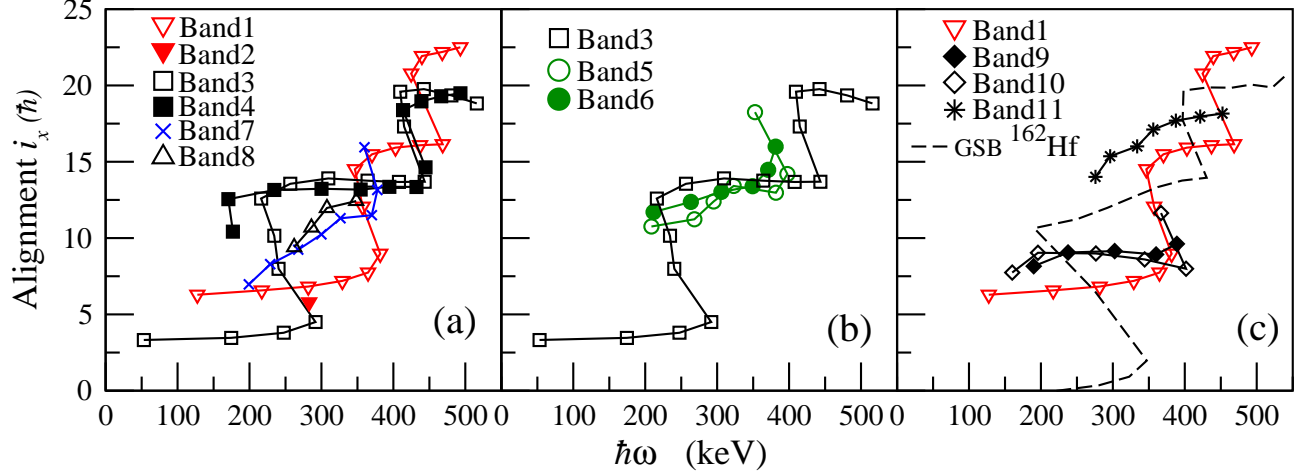 Alignment iₓ (ħ)
25
20
15
10
5
0
Band1
Band2
Band3
Band4
Band7
Band8
(a)
0 100 200 300 400 500
Band3
Band5
Band6
(b)
0 100 200 300 400 500
Band1
Band9
Band10
Band11
GSB ¹⁶²Hf
(c)
0 100 200 300 400 500
ħω (keV)